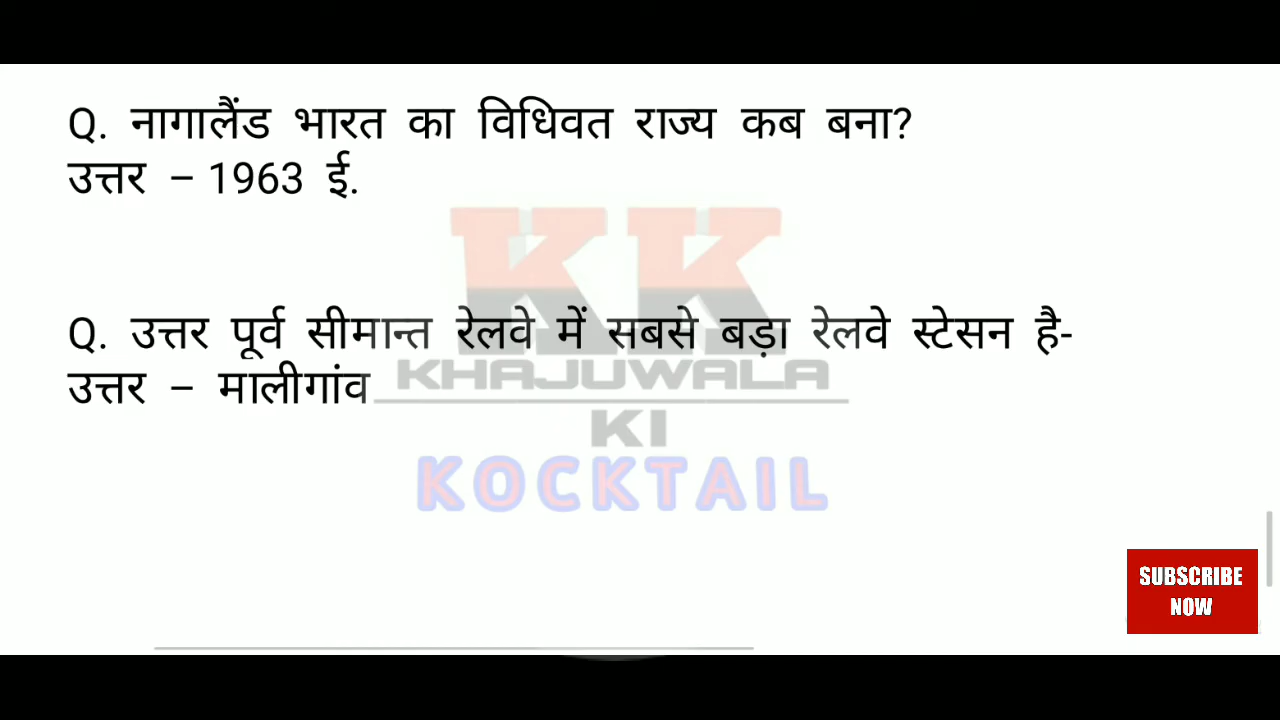 Q. नागालैंड भारत का विधिवत राज्य कब बना?
उत्तर – 1963 ई.
KK
Q. उत्तर पूर्व सीमान्त रेलवे में सबसे बड़ा रेलवे स्टेसन है-
उत्तर – मालीगांव
KHAJUWALA
KI
KOCKTAIL
SUBSCRIBE
NOW